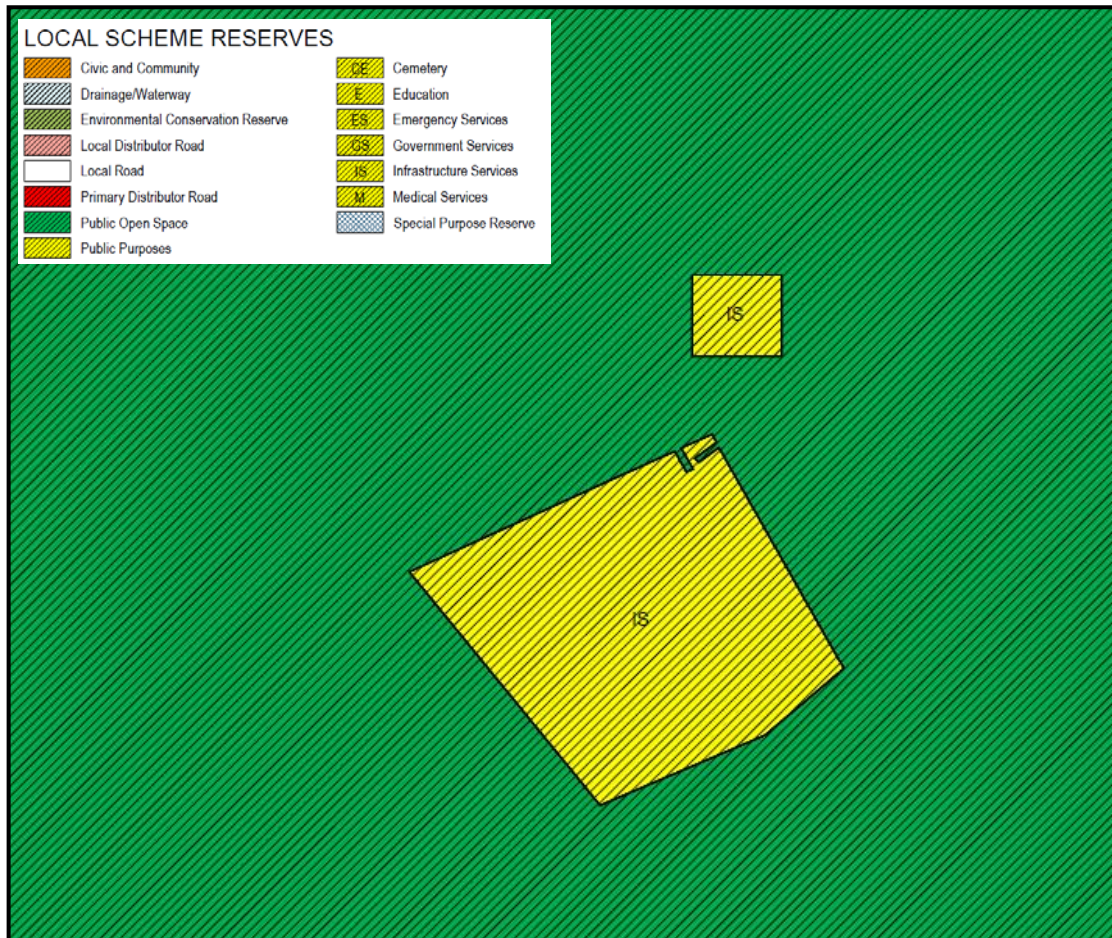 LOCAL SCHEME RESERVES
Civic and Community
Drainage/Waterway
Environmental Conservation Reserve
Local Distributor Road
Local Road
Primary Distributor Road
Public Open Space
Public Purposes
CE Cemetery
E Education
ES Emergency Services
GS Government Services
IS Infrastructure Services
M Medical Services
Special Purpose Reserve
IS
IS